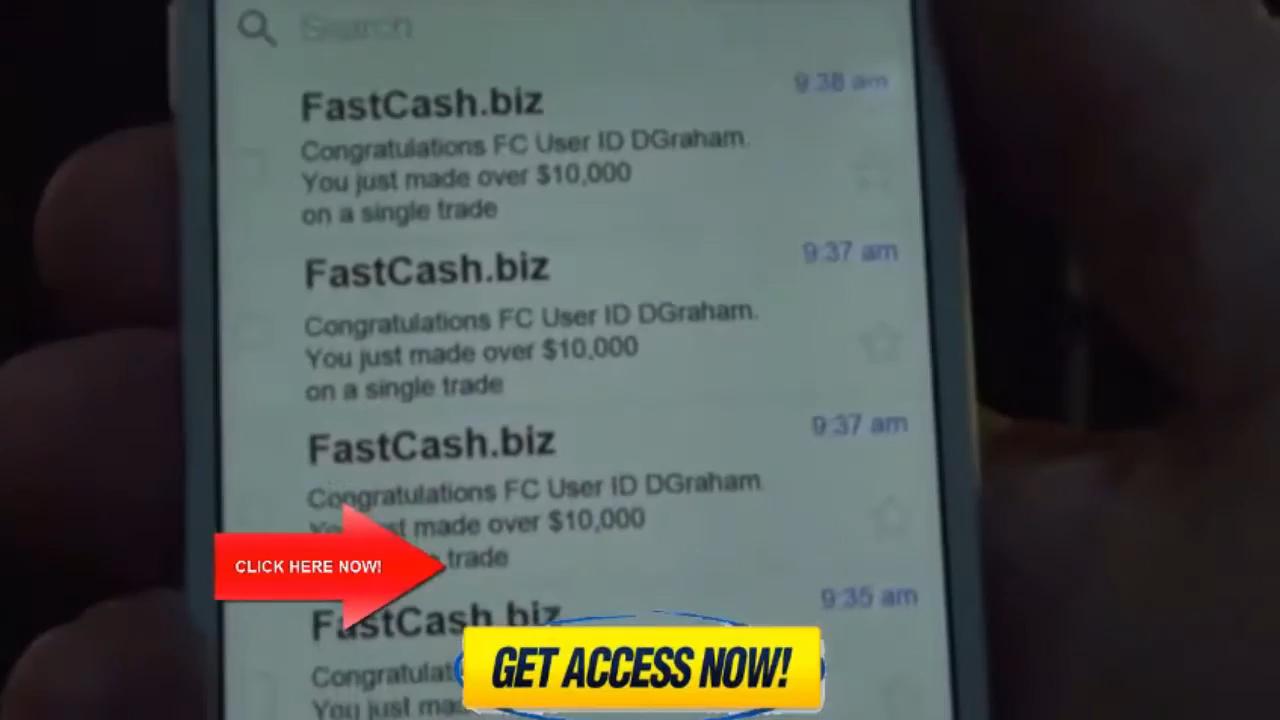 Search
FastCash.biz
9:38 am
Congratulations FC User ID DGraham.
You just made over $10,000
on a single trade
FastCash.biz
9:37 am
Congratulations FC User ID DGraham.
You just made over $10,000
on a single trade
FastCash.biz
9:37 am
Congratulations FC User ID DGraham
made over $10,000
trade
CLICK HERE NOW!
FastCash.biz
9:35 am
GET ACCESS NOW!